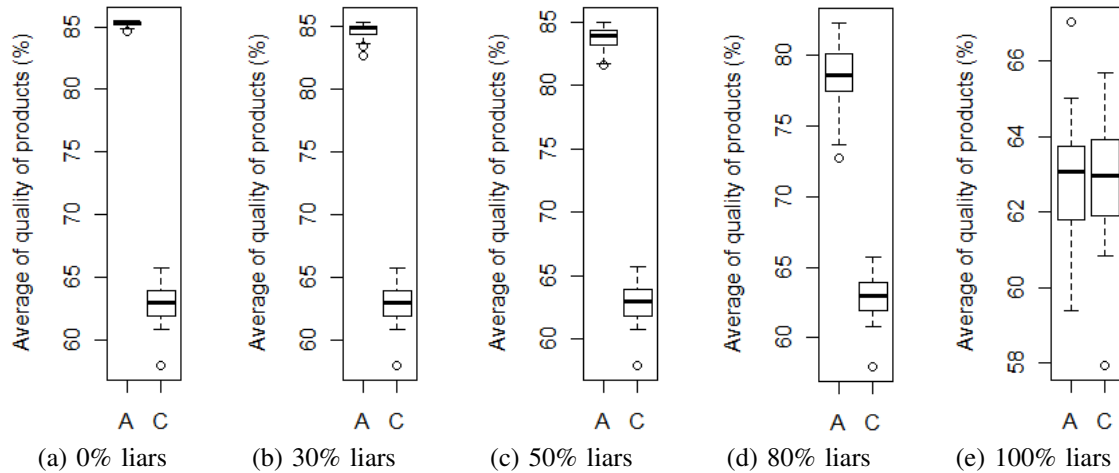 Average of quality of products (%)
85
80
75
70
65
60
A C
(a) 0% liars
Average of quality of products (%)
85
80
75
70
65
60
A C
(b) 30% liars
Average of quality of products (%)
85
80
75
70
65
60
A C
(c) 50% liars
Average of quality of products (%)
80
75
70
65
60
A C
(d) 80% liars
Average of quality of products (%)
66
64
62
60
58
A C
(e) 100% liars